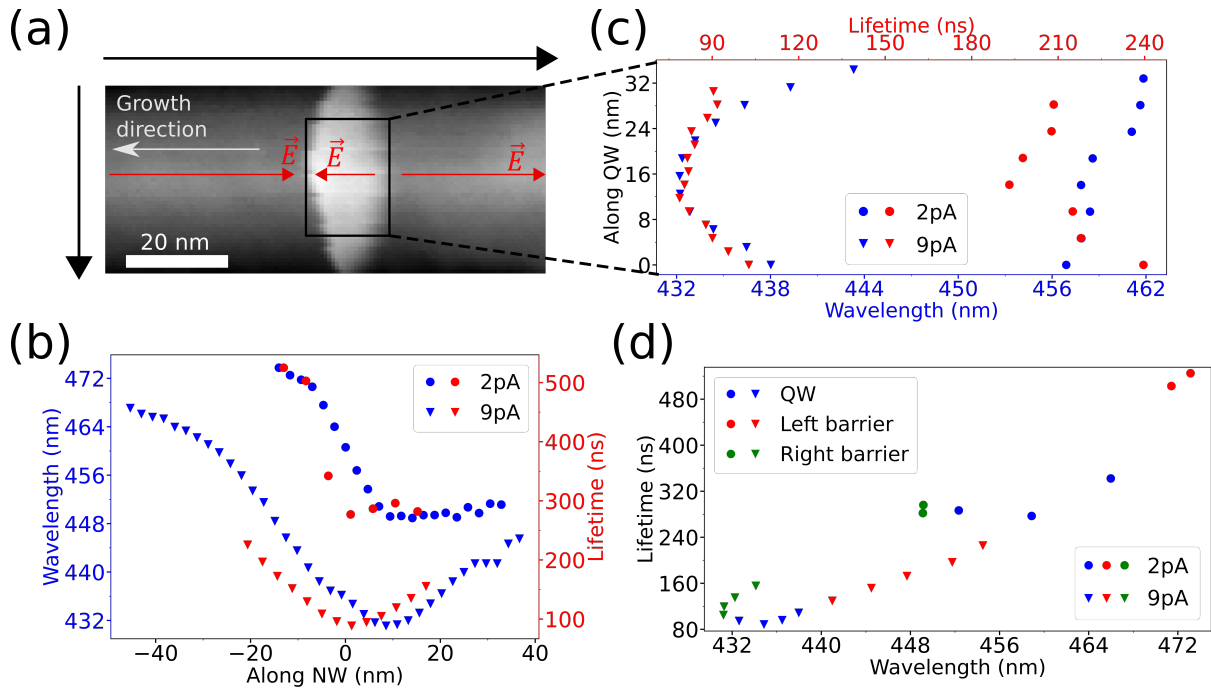 (a)
Growth
direction
E
E
E
20 nm
(c)
Lifetime (ns)
90 120 150 180 210 240
Along QW (nm)
32
24
16
8
0
2pA
9pA
432 438 444 450 456 462
Wavelength (nm)
(b)
Wavelength (nm)
472
464
456
448
440
432
2pA
9pA
500
400
300
200
100
Lifetime (ns)
−40 −20 0 20 40
Along NW (nm)
(d)
Lifetime (ns)
480
400
320
240
160
80
QW
Left barrier
Right barrier
2pA
9pA
432 440 448 456 464 472
Wavelength (nm)